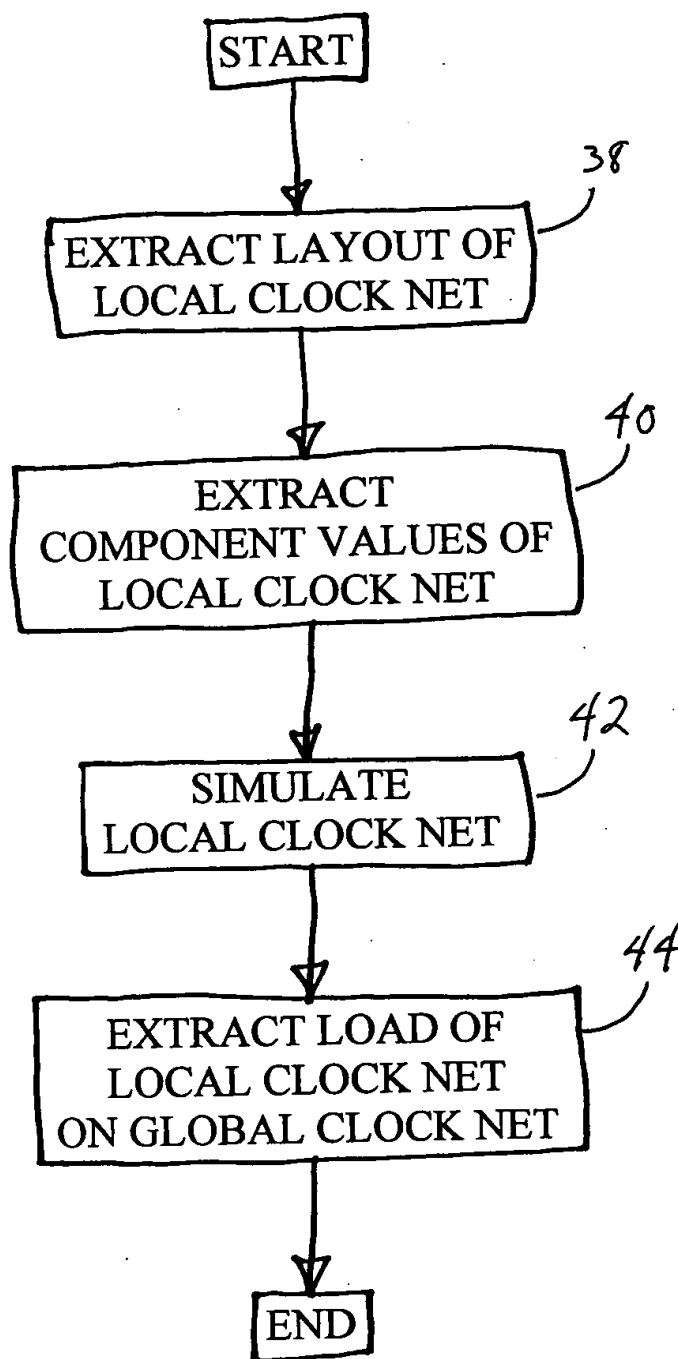 START
38
EXTRACT LAYOUT OF
LOCAL CLOCK NET
40
EXTRACT
COMPONENT VALUES OF
LOCAL CLOCK NET
42
SIMULATE
LOCAL CLOCK NET
44
EXTRACT LOAD OF
LOCAL CLOCK NET
ON GLOBAL CLOCK NET
END